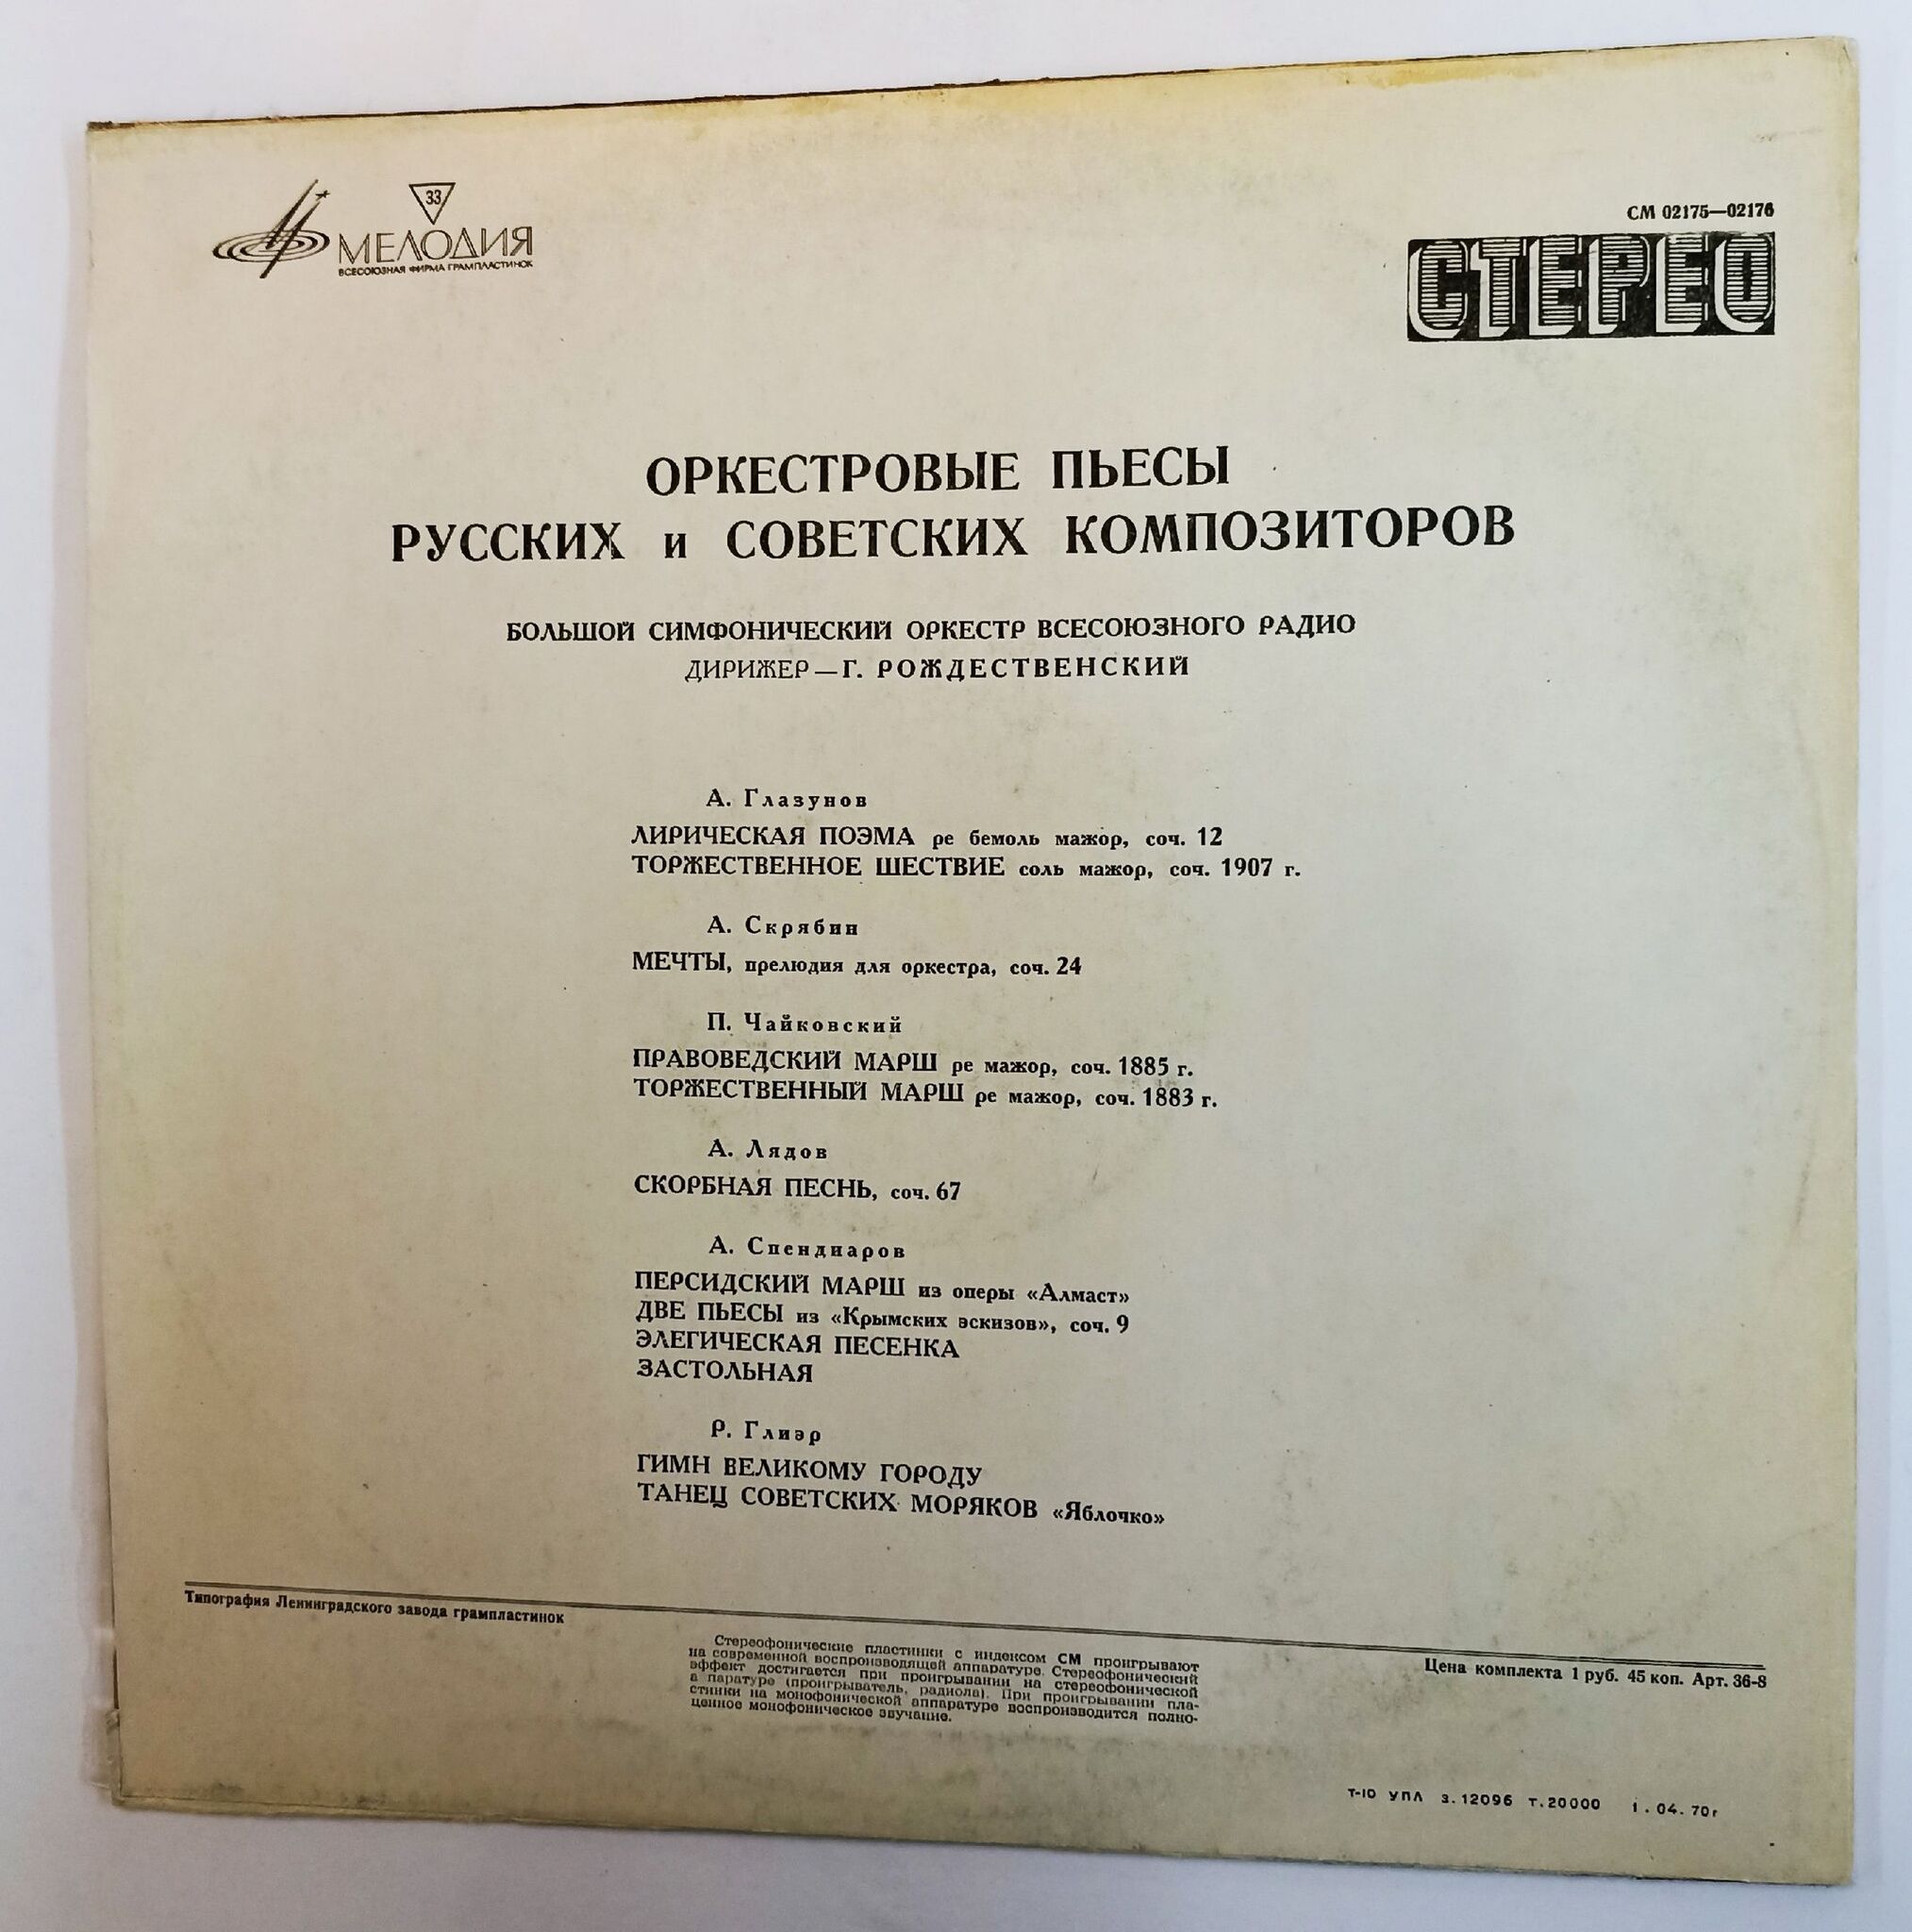 33
МЕЛОДИЯ
ВСЕСОЮЗНАЯ ФИРМА ГРАМПЛАСТИНОК
СМ 02175—02176
СТЕРЕО
ОРКЕСТРОВЫЕ ПЬЕСЫ
РУССКИХ и СОВЕТСКИХ КОМПОЗИТОРОВ
БОЛЬШОЙ СИМФОНИЧЕСКИЙ ОРКЕСТР ВСЕСОЮЗНОГО РАДИО
ДИРИЖЕР — Г. РОЖДЕСТВЕНСКИЙ
А. Глазунов
ЛИРИЧЕСКАЯ ПОЭМА ре бемоль мажор, соч. 12
ТОРЖЕСТВЕННОЕ ШЕСТВИЕ соль мажор, соч. 1907 г.
А. Скрябин
МЕЧТЫ, прелюдия для оркестра, соч. 24
П. Чайковский
ПРАВОВЕДСКИЙ МАРШ ре мажор, соч. 1885 г.
ТОРЖЕСТВЕННЫЙ МАРШ ре мажор, соч. 1883 г.
А. Лядов
СКОРБНАЯ ПЕСНЬ, соч. 67
А. Спендиаров
ПЕРСИДСКИЙ МАРШ из оперы «Алмаст»
ДВЕ ПЬЕСЫ из «Крымских эскизов», соч. 9
ЭЛЕГИЧЕСКАЯ ПЕСЕНКА
ЗАСТОЛЬНАЯ
Р. Глиэр
ГИМН ВЕЛИКОМУ ГОРОДУ
ТАНЕЦ СОВЕТСКИХ МОРЯКОВ «Яблочко»
Типография Ленинградского завода грампластинок
Стереофонические пластинки с индексом СМ проигрывают
на современной воспроизводящей аппаратуре. Стереофонический
эффект достигается при проигрывании на стереофонической
а паратуре (проигрыватель, радиола). При проигрывании пла-
стинки на монофонической аппаратуре воспроизводится полно-
ценное монофоническое звучание.
Цена комплекта 1 руб. 45 коп. Арт. 36-8
Т-10 УПЛ З. 12096 Т. 20000 1. 04. 70г